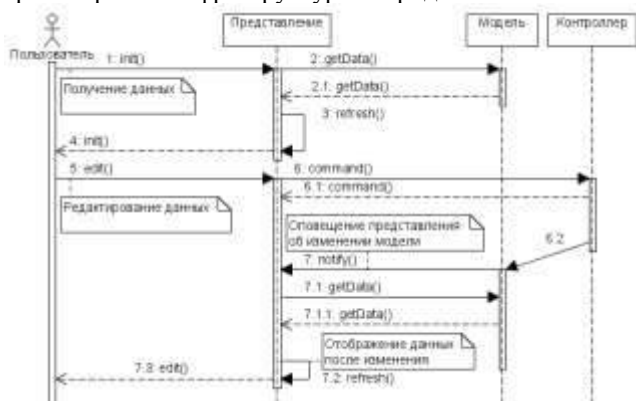 Представление
Модель
Контроллер
Пользователь
1: init()
2: getData()
Получение данных
2.1: getData()
3: refresh()
4: init()
5: edit()
6: command()
6.1: command()
Редактирование данных
Оповещение представления
об изменении модели
6.2
7: notify()
7.1: getData()
7.1.1: getData()
Отображение данных
после изменения
7.3: edit()
7.2: refresh()